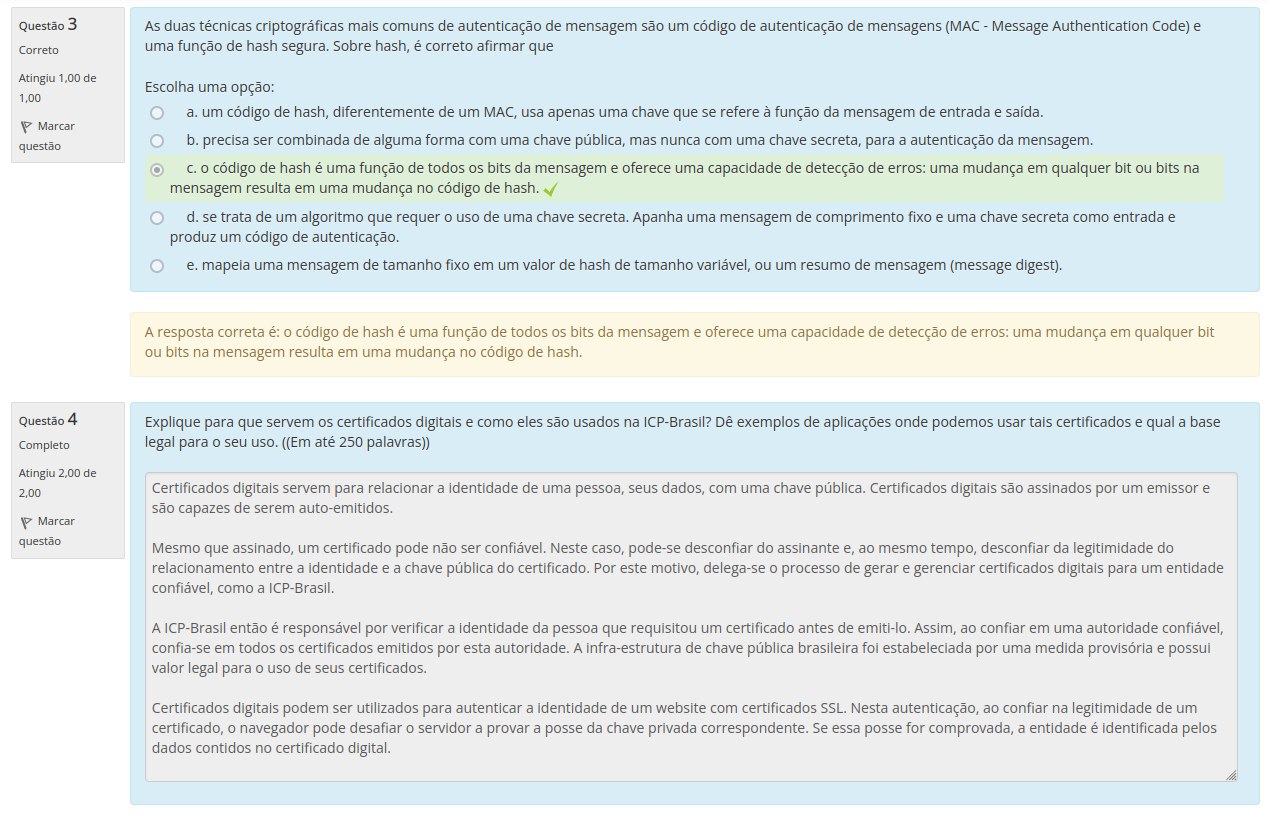 Questão 3
Correto
Atingiu 1,00 de
1,00
Marcar
questão
As duas técnicas criptográficas mais comuns de autenticação de mensagem são um código de autenticação de mensagens (MAC - Message Authentication Code) e
uma função de hash segura. Sobre hash, é correto afirmar que
Escolha uma opção:
a. um código de hash, diferentemente de um MAC, usa apenas uma chave que se refere à função da mensagem de entrada e saída.
b. precisa ser combinada de alguma forma com uma chave pública, mas nunca com uma chave secreta, para a autenticação da mensagem.
c. o código de hash é uma função de todos os bits da mensagem e oferece uma capacidade de detecção de erros: uma mudança em qualquer bit ou bits na
mensagem resulta em uma mudança no código de hash.
d. se trata de um algoritmo que requer o uso de uma chave secreta. Apanha uma mensagem de comprimento fixo e uma chave secreta como entrada e
produz um código de autenticação.
e. mapeia uma mensagem de tamanho fixo em um valor de hash de tamanho variável, ou um resumo de mensagem (message digest).
A resposta correta é: o código de hash é uma função de todos os bits da mensagem e oferece uma capacidade de detecção de erros: uma mudança em qualquer bit
ou bits na mensagem resulta em uma mudança no código de hash.
Questão 4
Completo
Atingiu 2,00 de
2,00
Marcar
questão
Explique para que servem os certificados digitais e como eles são usados na ICP-Brasil? Dê exemplos de aplicações onde podemos usar tais certificados e qual a base
legal para o seu uso. ((Em até 250 palavras))
Certificados digitais servem para relacionar a identidade de uma pessoa, seus dados, com uma chave pública. Certificados digitais são assinados por um emissor e
são capazes de serem auto-emitidos.
Mesmo que assinado, um certificado pode não ser confiável. Neste caso, pode-se desconfiar do assinante e, ao mesmo tempo, desconfiar da legitimidade do
relacionamento entre a identidade e a chave pública do certificado. Por este motivo, delega-se o processo de gerar e gerenciar certificados digitais para um entidade
confiável, como a ICP-Brasil.
A ICP-Brasil então é responsável por verificar a identidade da pessoa que requisitou um certificado antes de emiti-lo. Assim, ao confiar em uma autoridade confiável,
confia-se em todos os certificados emitidos por esta autoridade. A infra-estrutura de chave pública brasileira foi estabeleciada por uma medida provisória e possui
valor legal para o uso de seus certificados.
Certificados digitais podem ser utilizados para autenticar a identidade de um website com certificados SSL. Nesta autenticação, ao confiar na legitimidade de um
certificado, o navegador pode desafiar o servidor a provar a posse da chave privada correspondente. Se essa posse for comprovada, a entidade é identificada pelos
dados contidos no certificado digital.